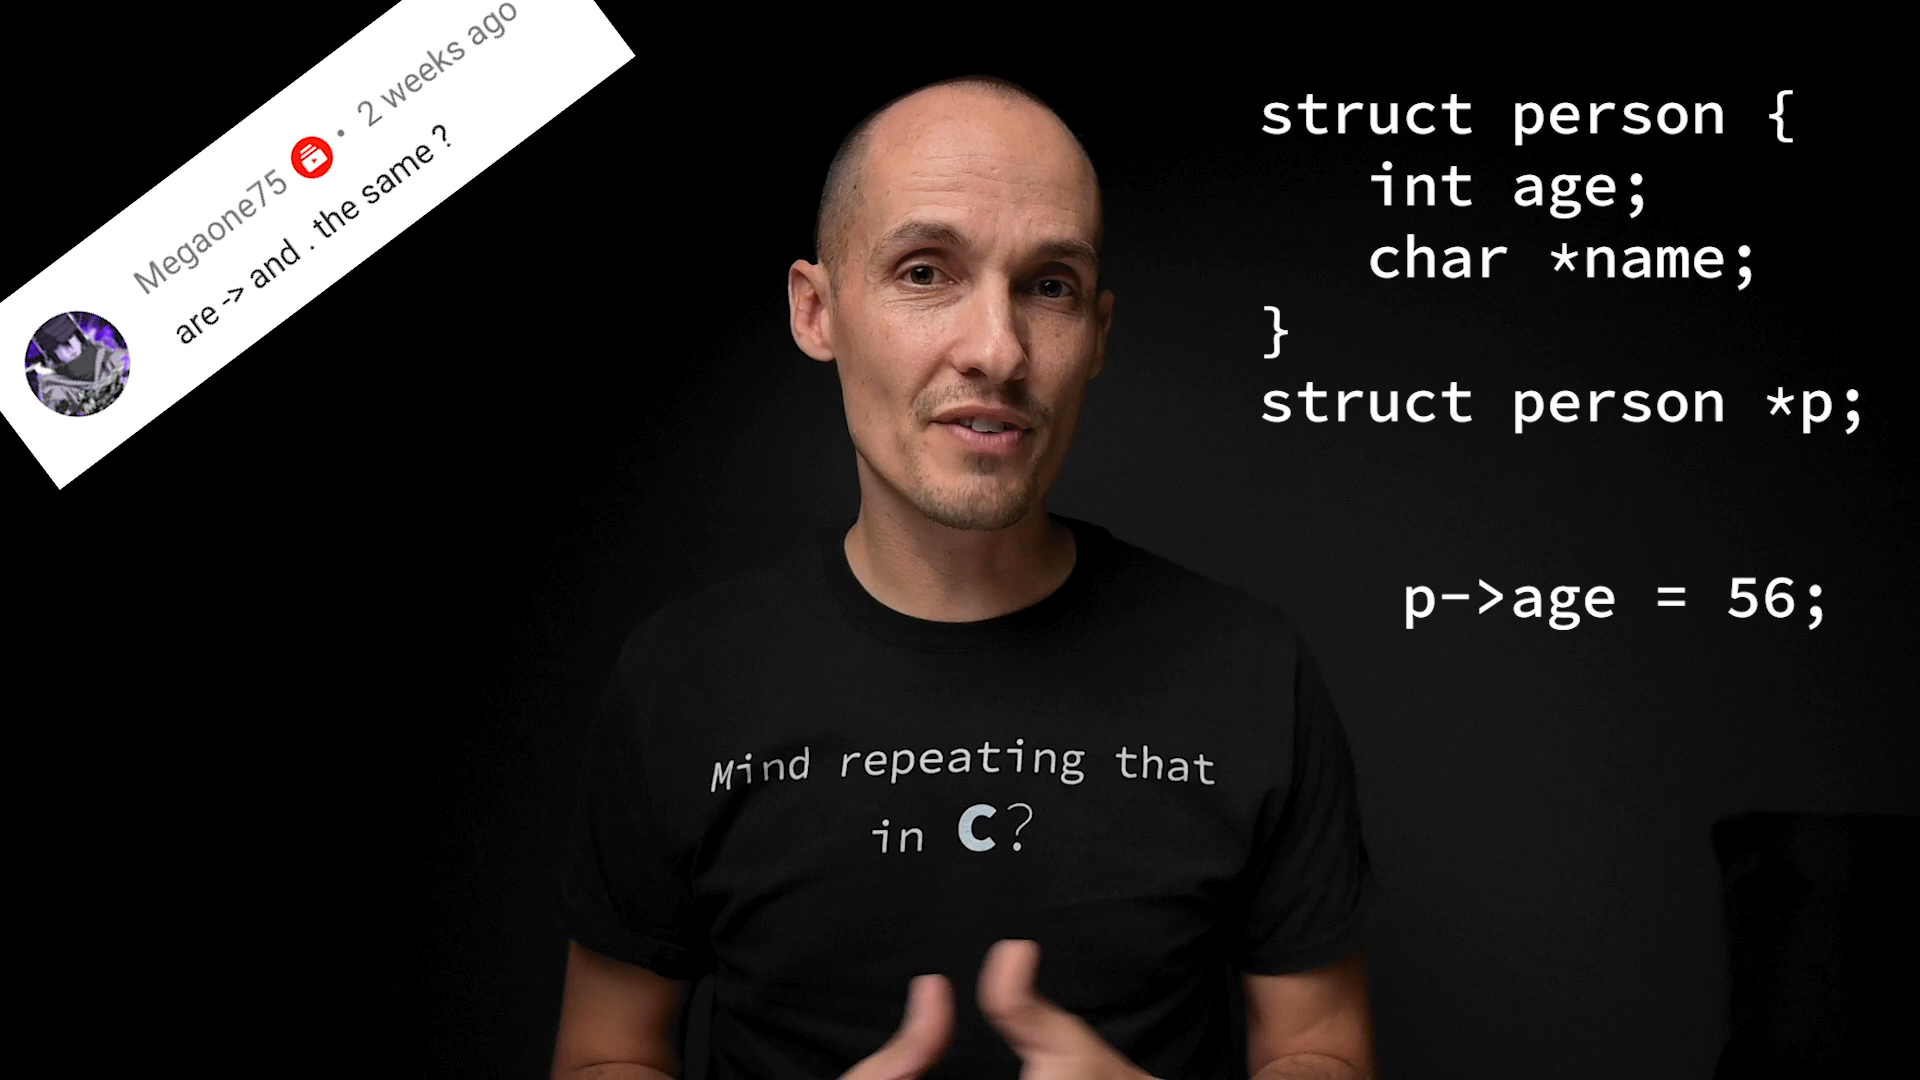 Megaone75 • 2 weeks ago
are -> and . the same ?
struct person {
int age;
char *name;
}
struct person *p;
p->age = 56;
Mind repeating that
in C?